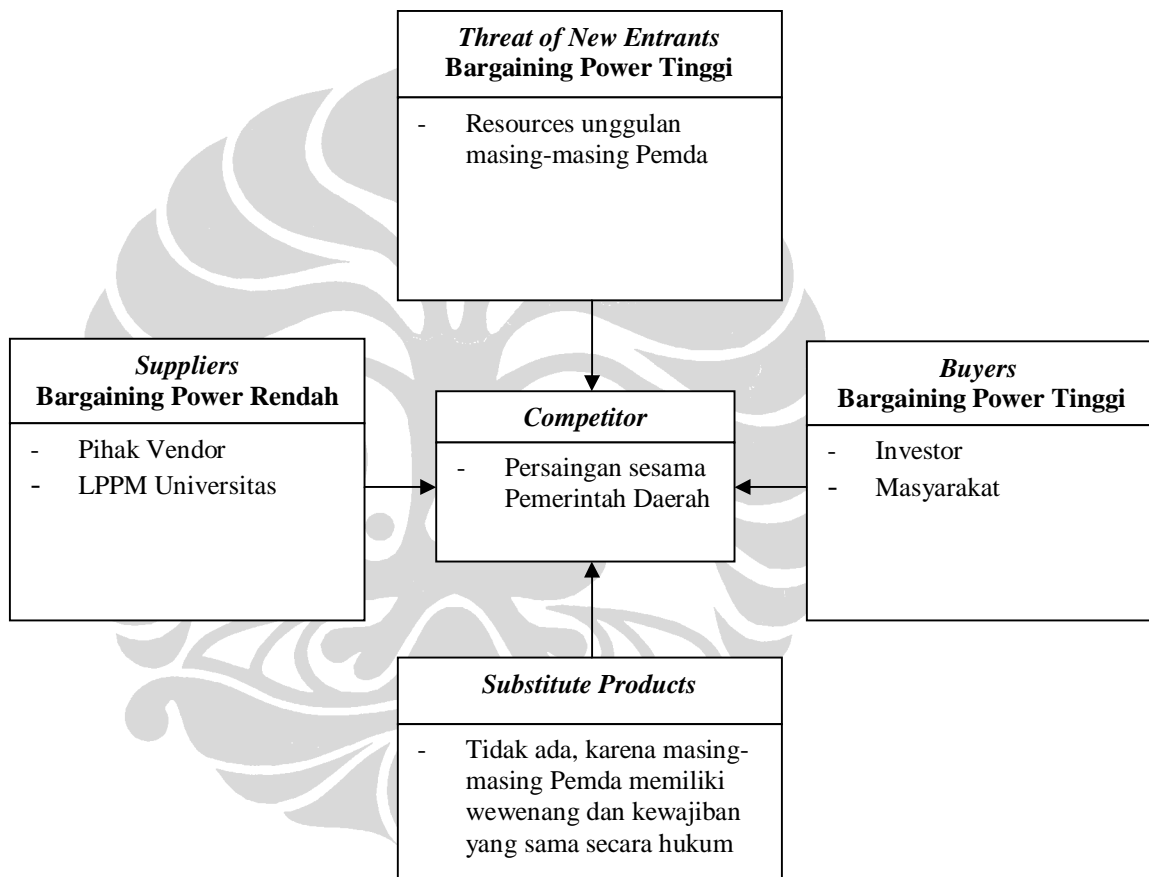 Threat of New Entrants
Bargaining Power Tinggi
- Resources unggulan
masing-masing Pemda
Suppliers
Bargaining Power Rendah
- Pihak Vendor
- LPPM Universitas
Competitor
- Persaingan sesama
Pemerintah Daerah
Buyers
Bargaining Power Tinggi
- Investor
- Masyarakat
Substitute Products
- Tidak ada, karena masing-
masing Pemda memiliki
wewenang dan kewajiban
yang sama secara hukum